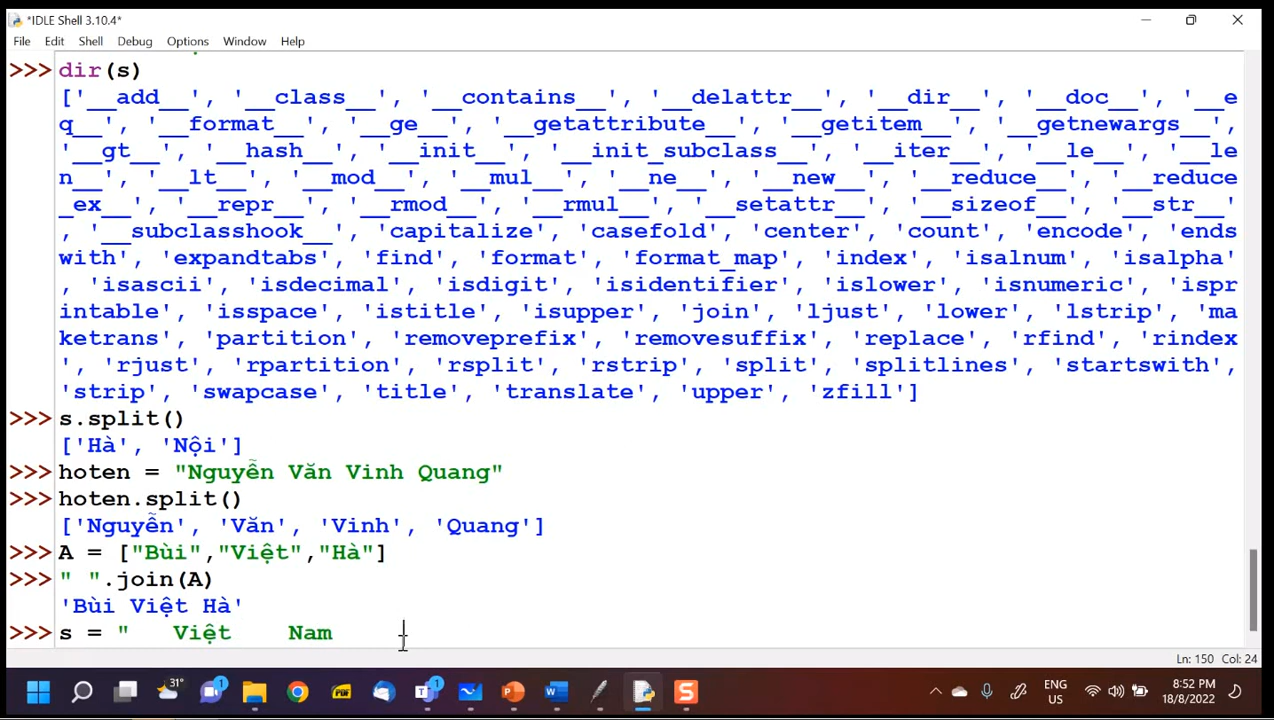 *IDLE Shell 3.10.4*
File Edit Shell Debug Options Window Help
>>> dir(s)
['__add__', '__class__', '__contains__', '__delattr__', '__dir__', '__doc__', '__e
q__', '__format__', '__ge__', '__getattribute__', '__getitem__', '__getnewargs__',
'__gt__', '__hash__', '__init__', '__init_subclass__', '__iter__', '__le__', '__le
n__', '__lt__', '__mod__', '__mul__', '__ne__', '__new__', '__reduce__', '__reduce
_ex__', '__repr__', '__rmod__', '__rmul__', '__setattr__', '__sizeof__', '__str__'
, '__subclasshook__', 'capitalize', 'casefold', 'center', 'count', 'encode', 'ends
with', 'expandtabs', 'find', 'format', 'format_map', 'index', 'isalnum', 'isalpha'
, 'isascii', 'isdecimal', 'isdigit', 'isidentifier', 'islower', 'isnumeric', 'ispr
intable', 'isspace', 'istitle', 'isupper', 'join', 'ljust', 'lower', 'lstrip', 'ma
ketrans', 'partition', 'removeprefix', 'removesuffix', 'replace', 'rfind', 'rindex
', 'rjust', 'rpartition', 'rsplit', 'rstrip', 'split', 'splitlines', 'startswith',
'strip', 'swapcase', 'title', 'translate', 'upper', 'zfill']
>>> s.split()
['Hà', 'Nội']
>>> hoten = "Nguyễn Văn Vinh Quang"
>>> hoten.split()
['Nguyễn', 'Văn', 'Vinh', 'Quang']
>>> A = ["Bùi","Việt","Hà"]
>>> " ".join(A)
'Bùi Việt Hà'
>>> s = "   Việt    Nam
Ln: 150 Col: 24
31°
1
1
PDF
P
W
S
ENG
US
8:52 PM
18/8/2022